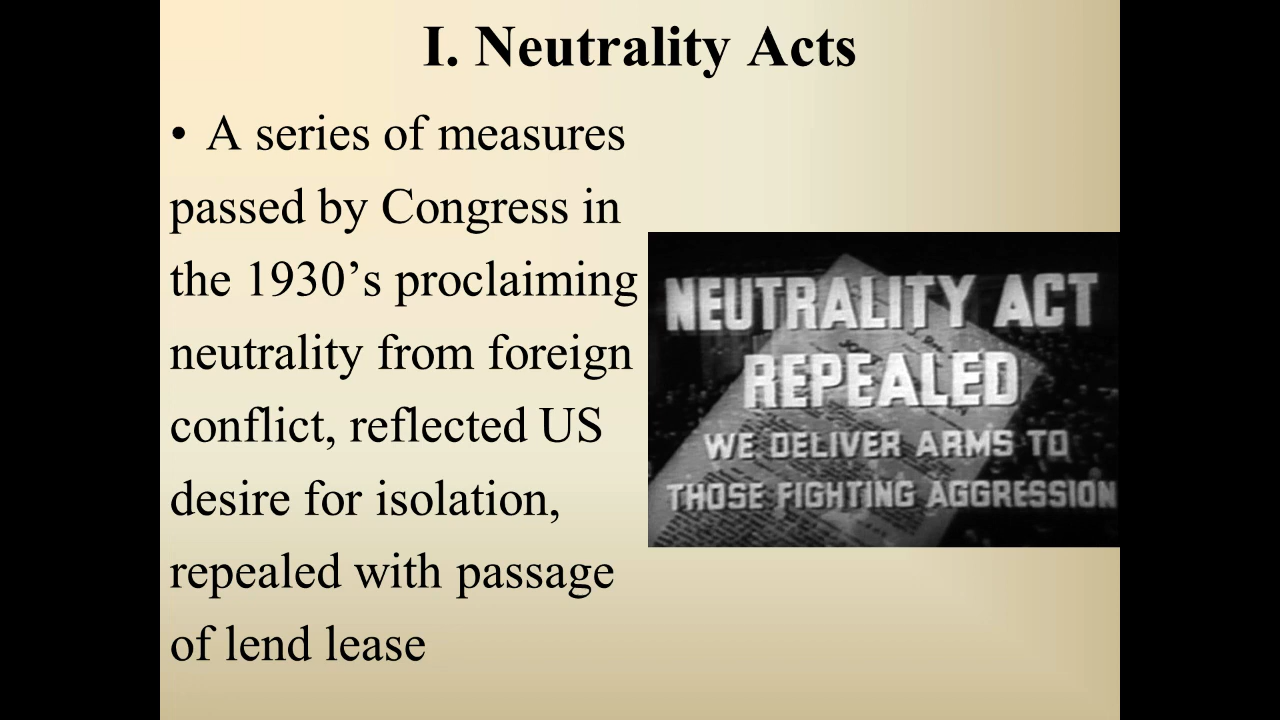 I. Neutrality Acts
• A series of measures
passed by Congress in
the 1930’s proclaiming
neutrality from foreign
conflict, reflected US
desire for isolation,
repealed with passage
of lend lease
NEUTRALITY ACT
REPEALED
WE DELIVER ARMS TO
THOSE FIGHTING AGGRESSION